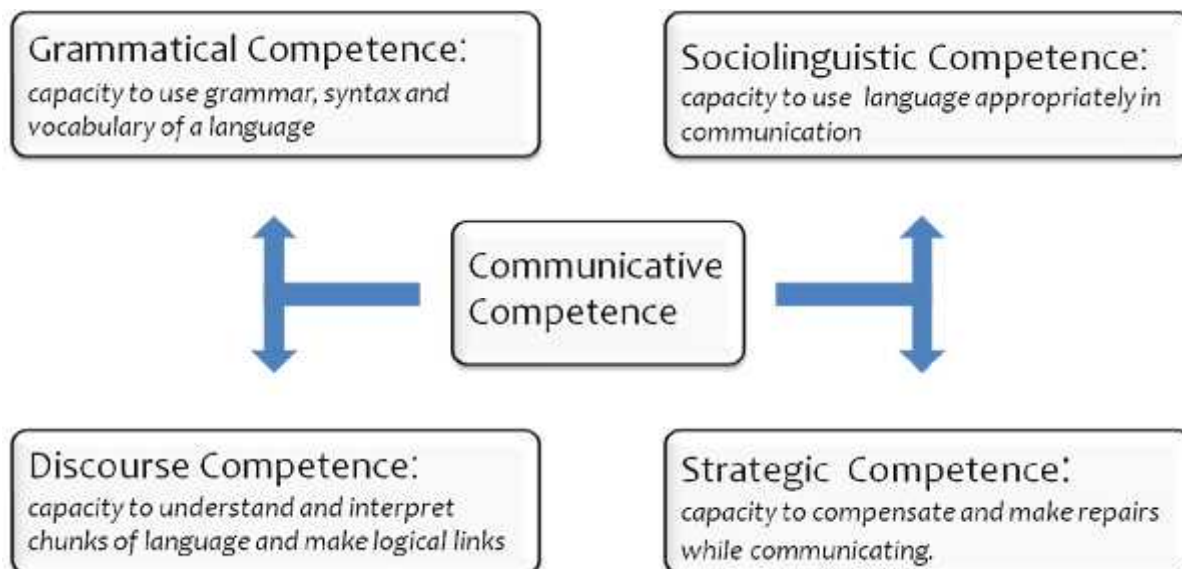 Grammatical Competence:
capacity to use grammar, syntax and
vocabulary of a language
Sociolinguistic Competence:
capacity to use language appropriately in
communication
Communicative
Competence
Discourse Competence:
capacity to understand and interpret
chunks of language and make logical links
Strategic Competence:
capacity to compensate and make repairs
while communicating.